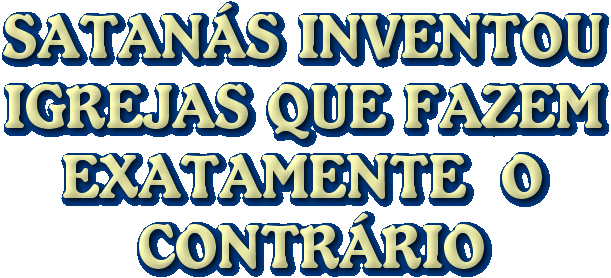 SATANÁS INVENTOU
IGREJAS QUE FAZEM
EXATAMENTE O
CONTRÁRIO